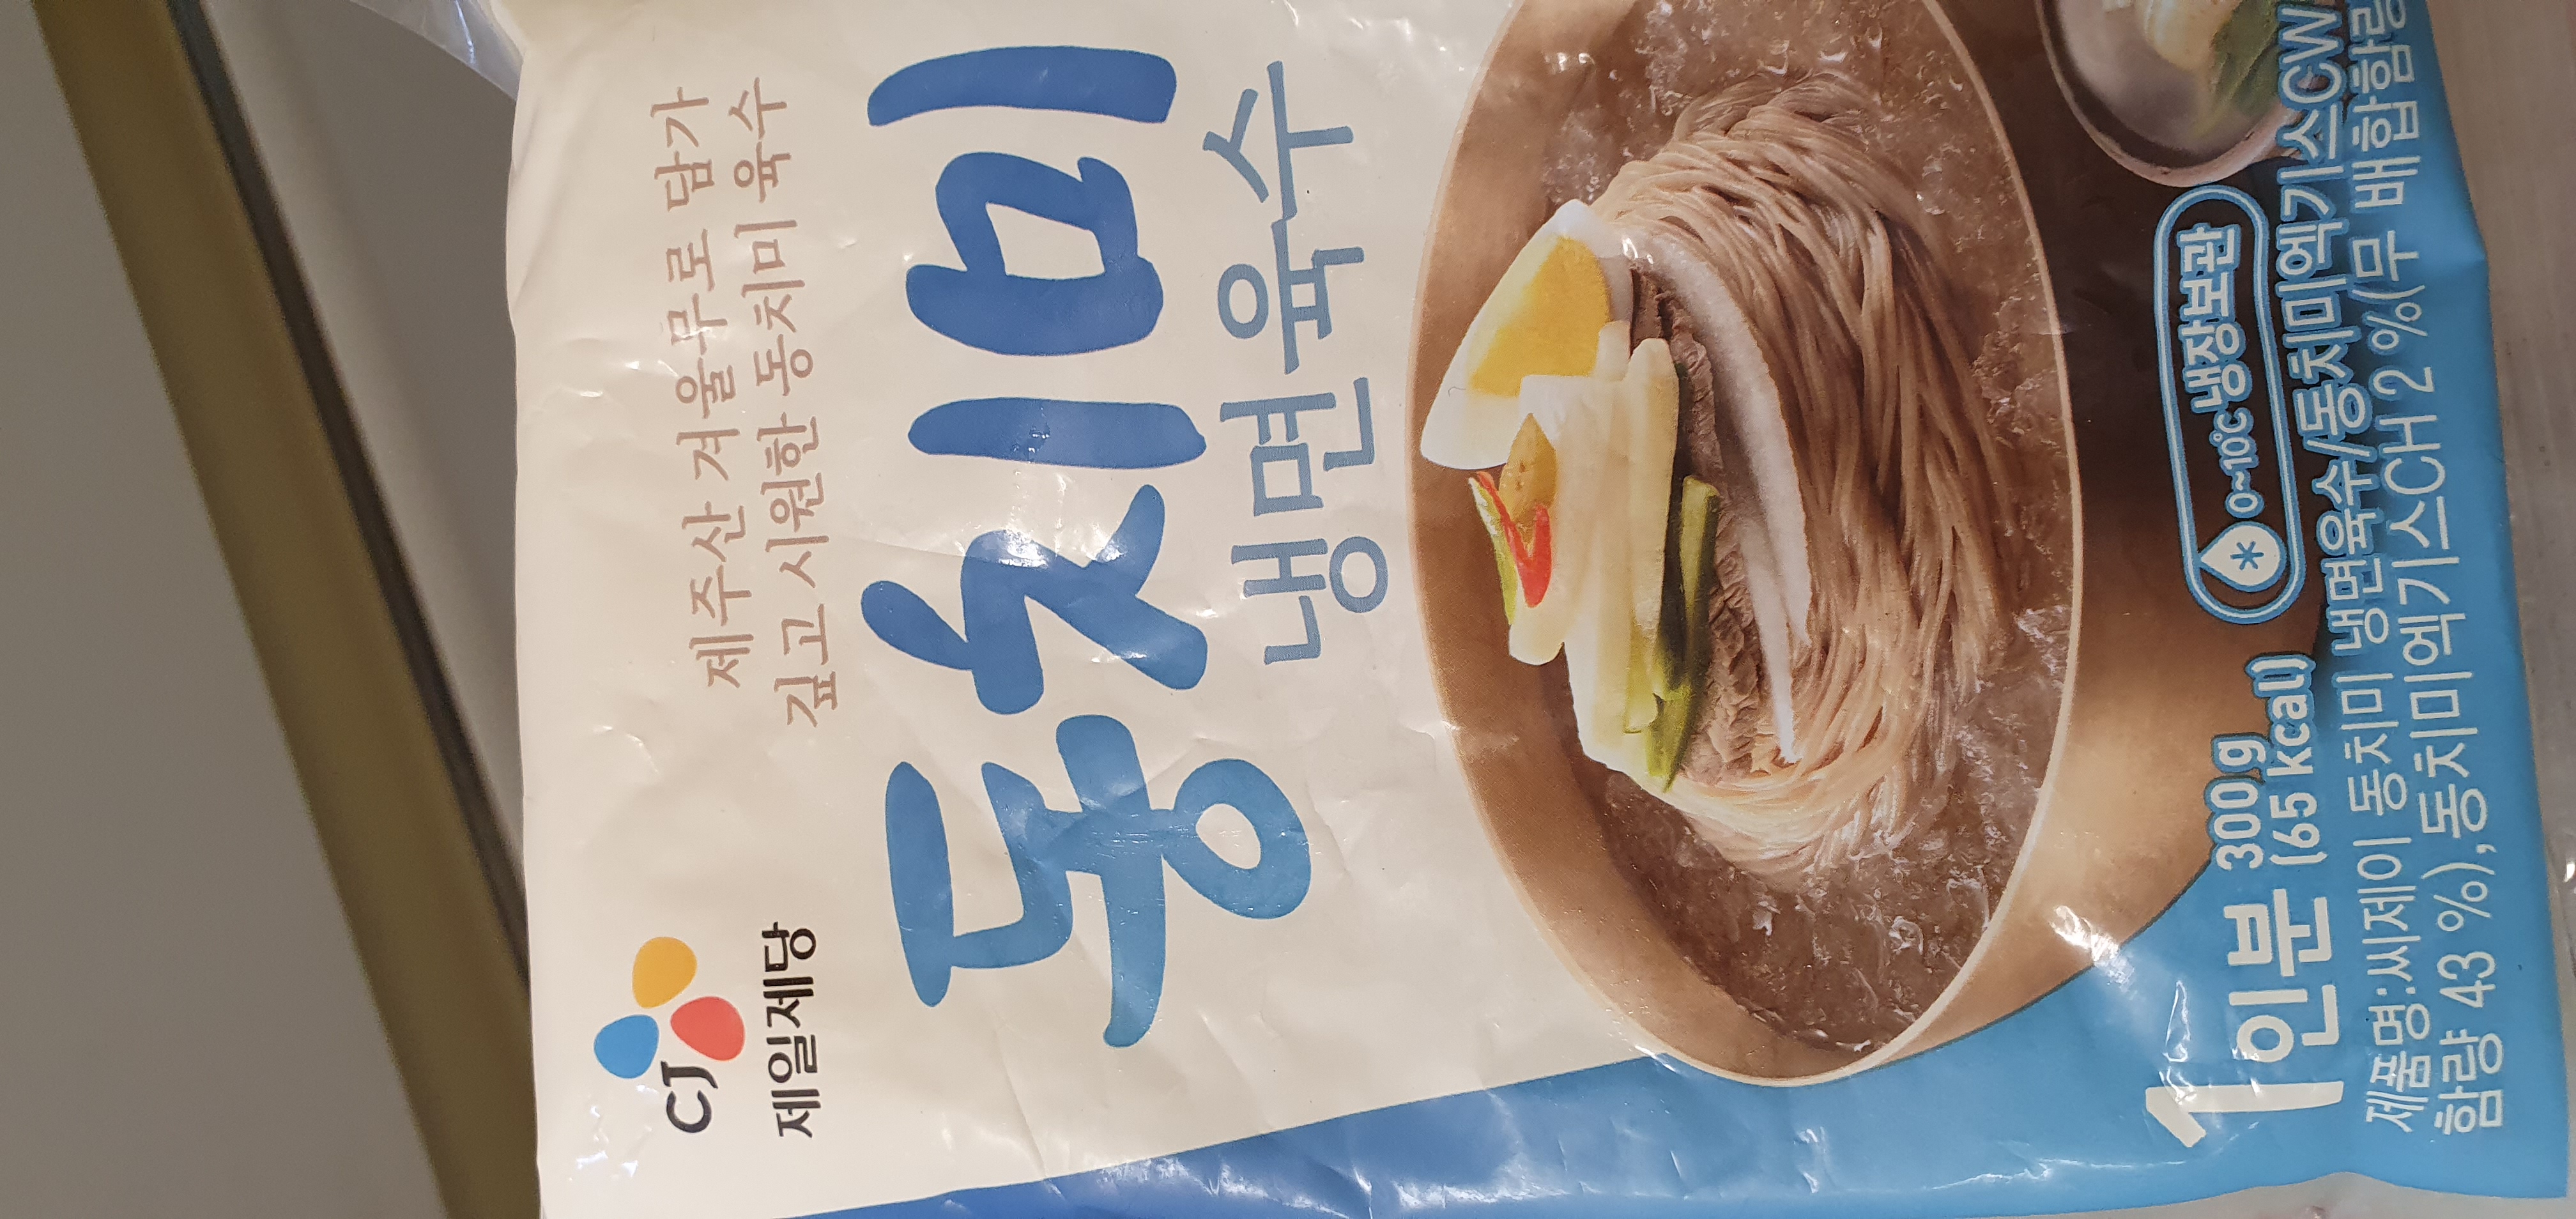 CJ
제일제당
제주산 겨울무로 담가
깊고 시원한 동치미 육수
동치미
냉면육수
1인분 300g
(65 kcal)
0~10℃ 냉장보관
제품명:씨제이 동치미 냉면육수/동치미엑기스CW
함량 43 %),동치미엑기스CH 2 %(무 배합함량